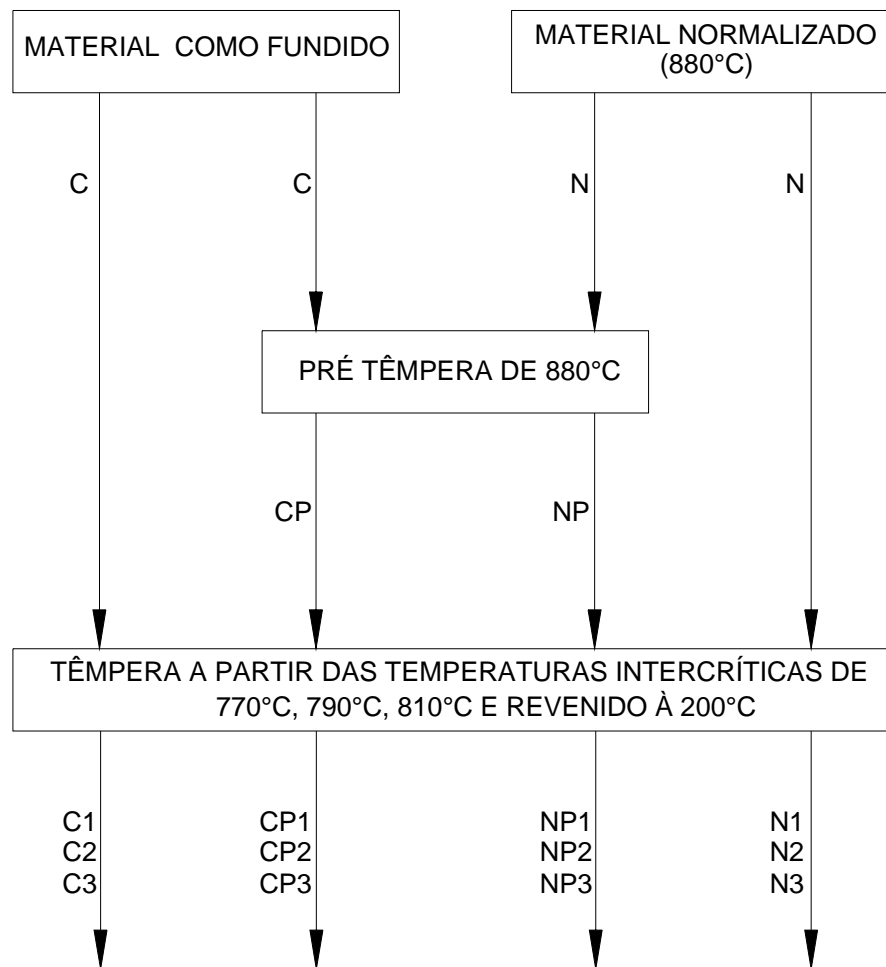 MATERIAL COMO FUNDIDO
MATERIAL NORMALIZADO
(880°C)
C
C
N
N
PRÉ TÊMPERA DE 880°C
CP
NP
TÊMPERA A PARTIR DAS TEMPERATURAS INTERCRÍTICAS DE
770°C, 790°C, 810°C E REVENIDO À 200°C
C1
C2
C3
CP1
CP2
CP3
NP1
NP2
NP3
N1
N2
N3